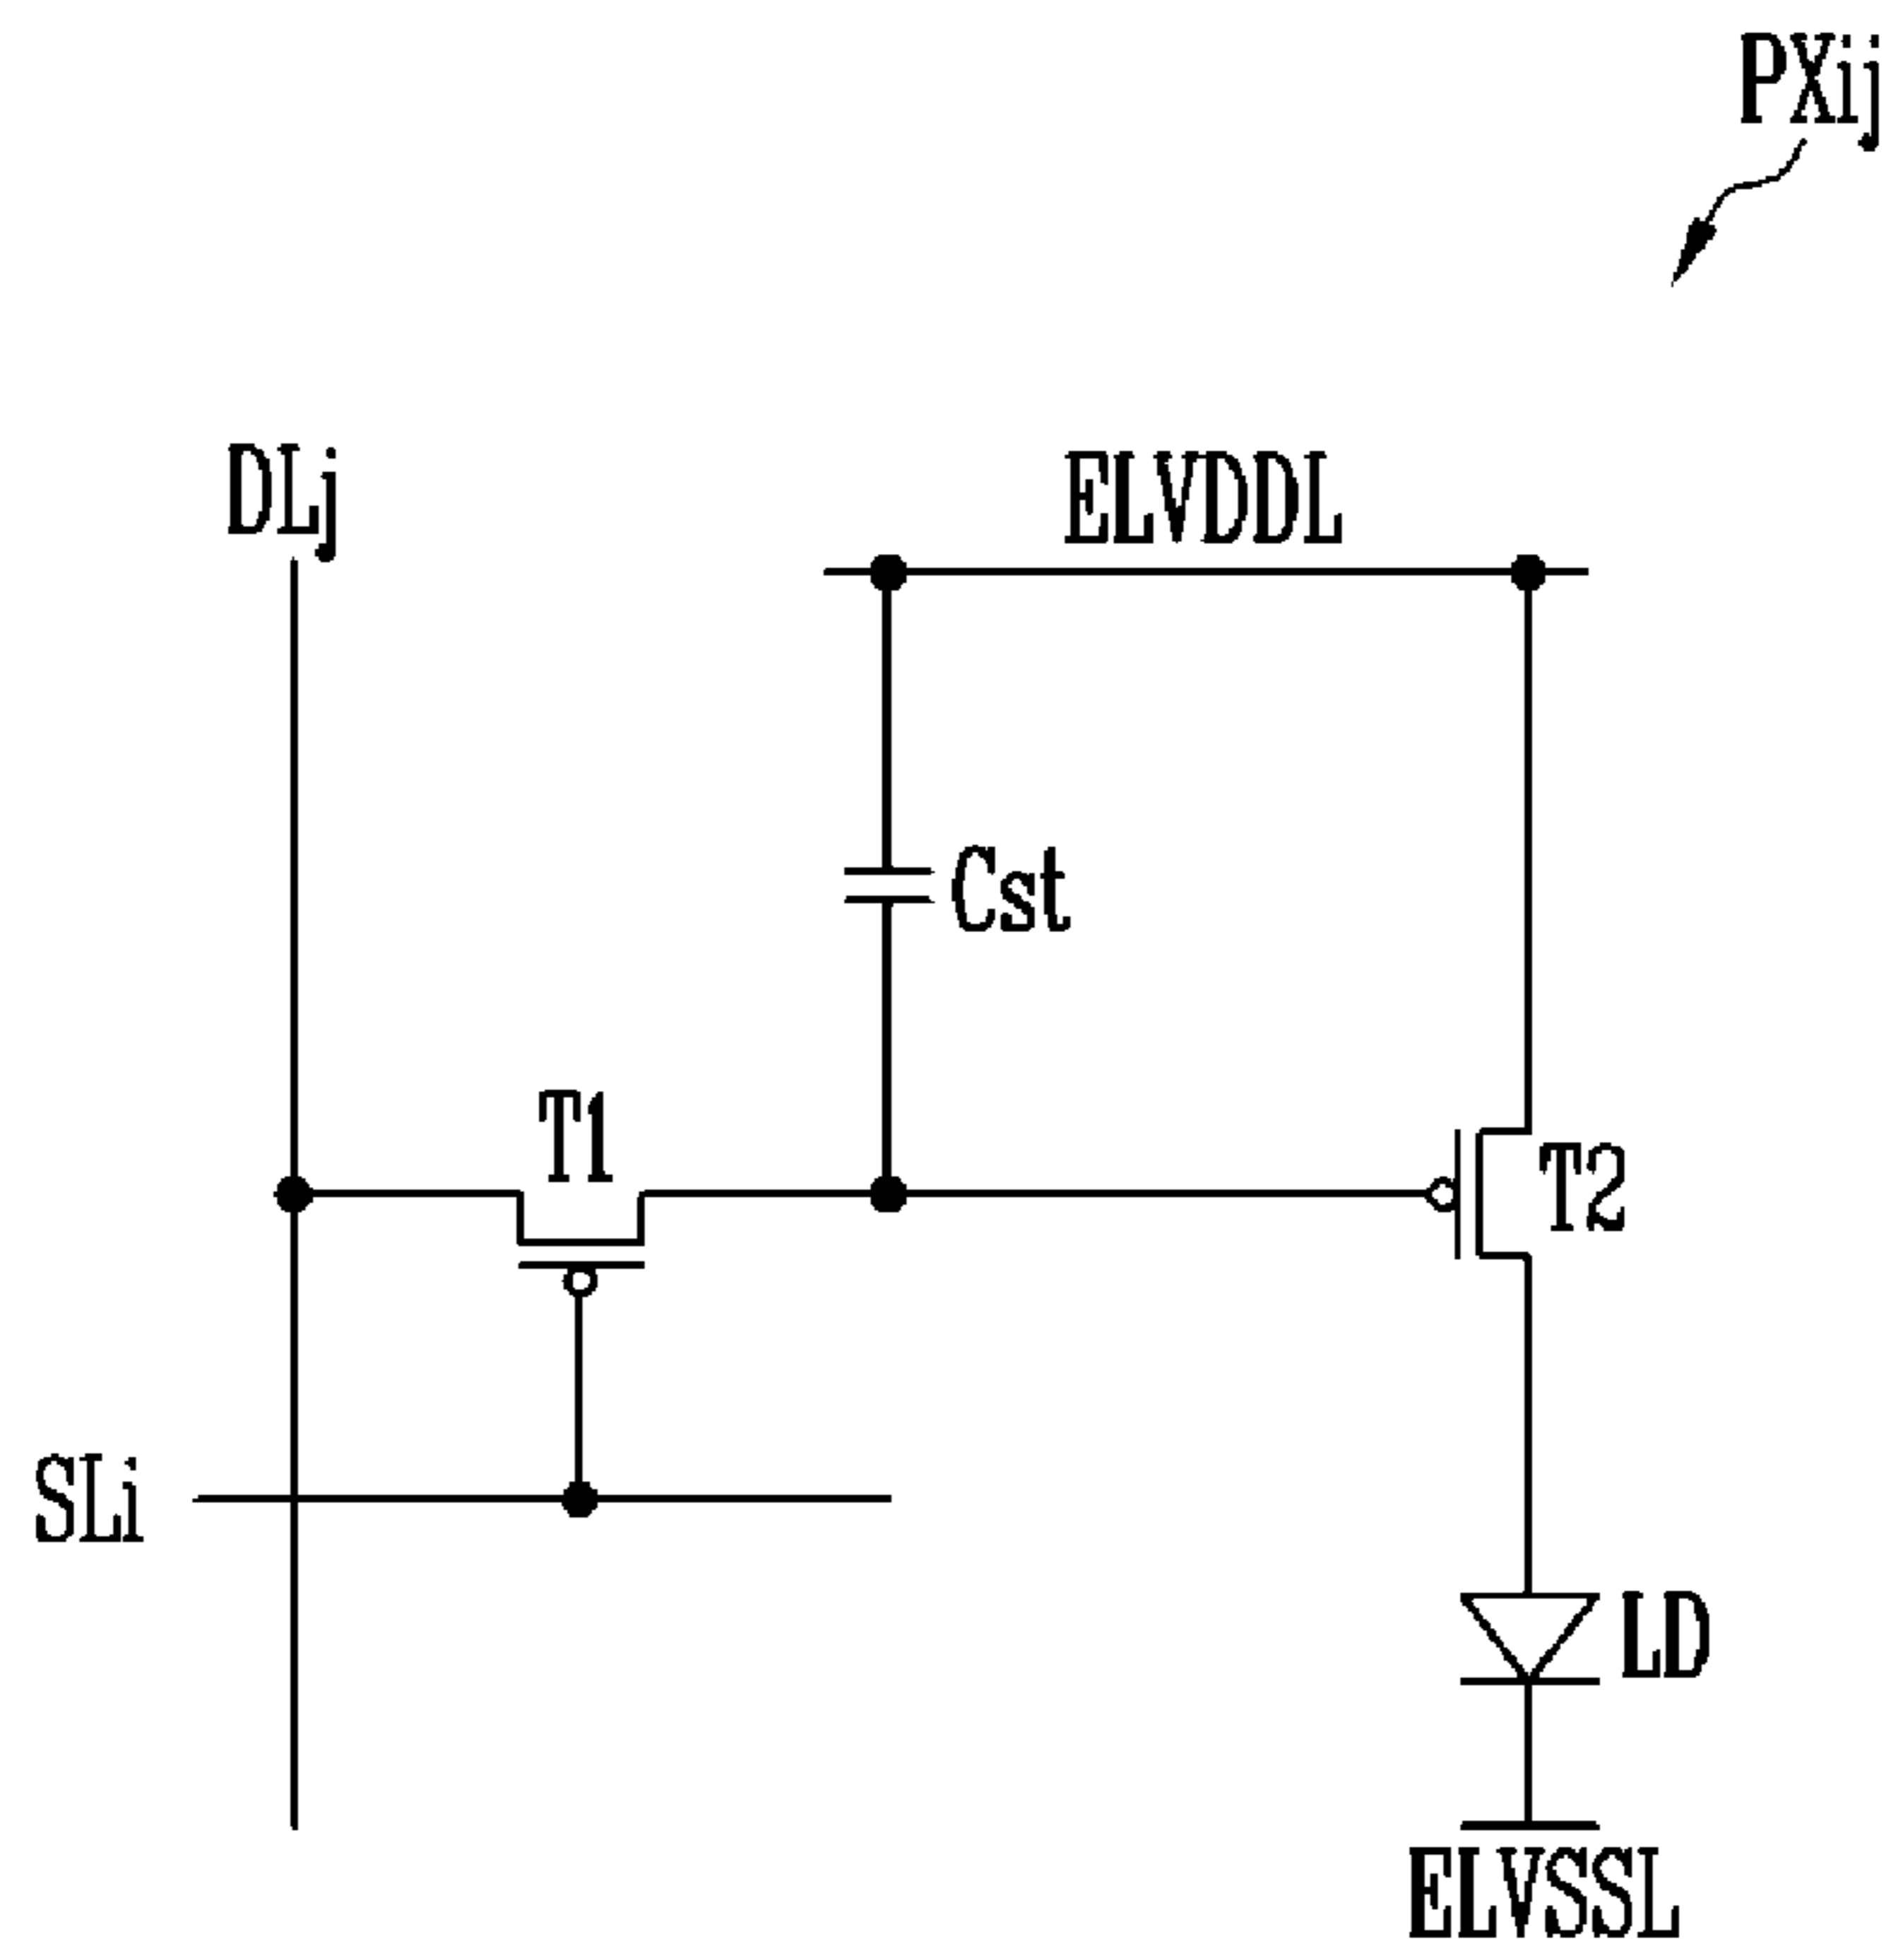 PXij
DLj
ELVDDL
Cst
T1
T2
SLi
LD
ELVSSL